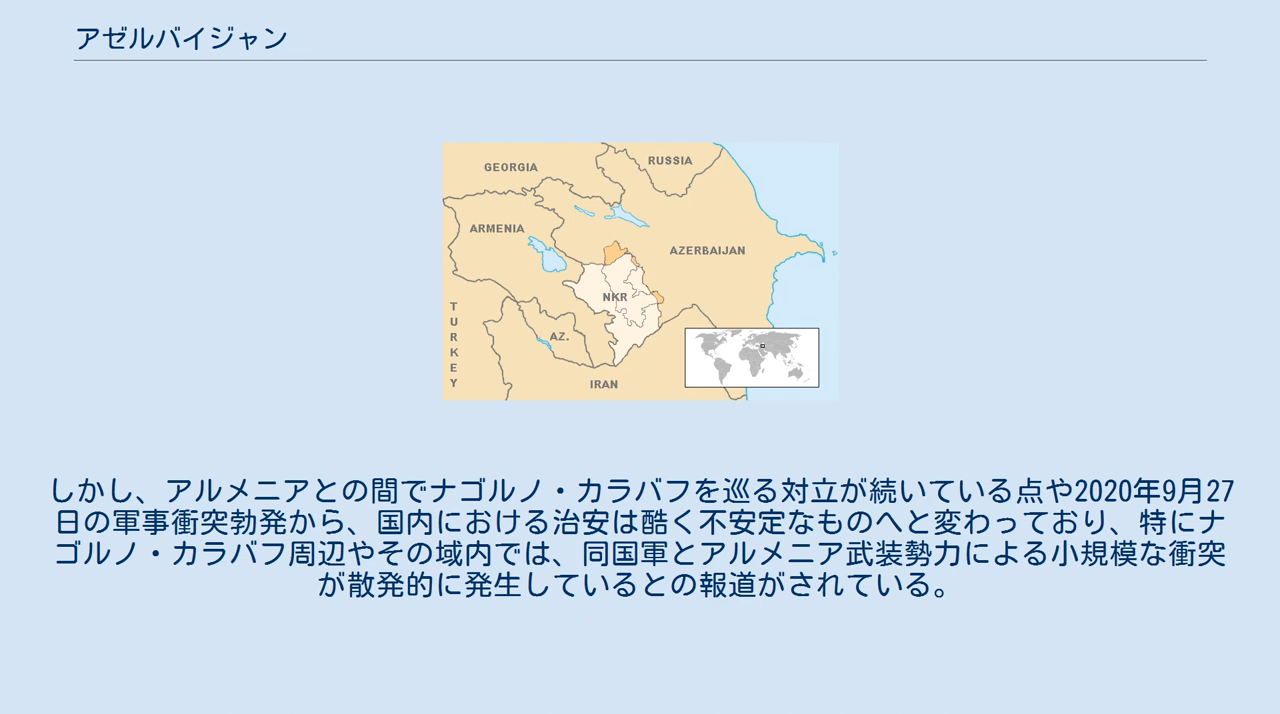 アゼルバイジャン
GEORGIA
RUSSIA
ARMENIA
AZERBAIJAN
NKR
TURKEY
AZ.
IRAN
しかし、アルメニアとの間でナゴルノ・カラバフを巡る対立が続いている点や2020年9月27
日の軍事衝突勃発から、国内における治安は酷く不安定なものへと変わっており、特にナ
ゴルノ・カラバフ周辺やその域内では、同国軍とアルメニア武装勢力による小規模な衝突
が散発的に発生しているとの報道がされている。